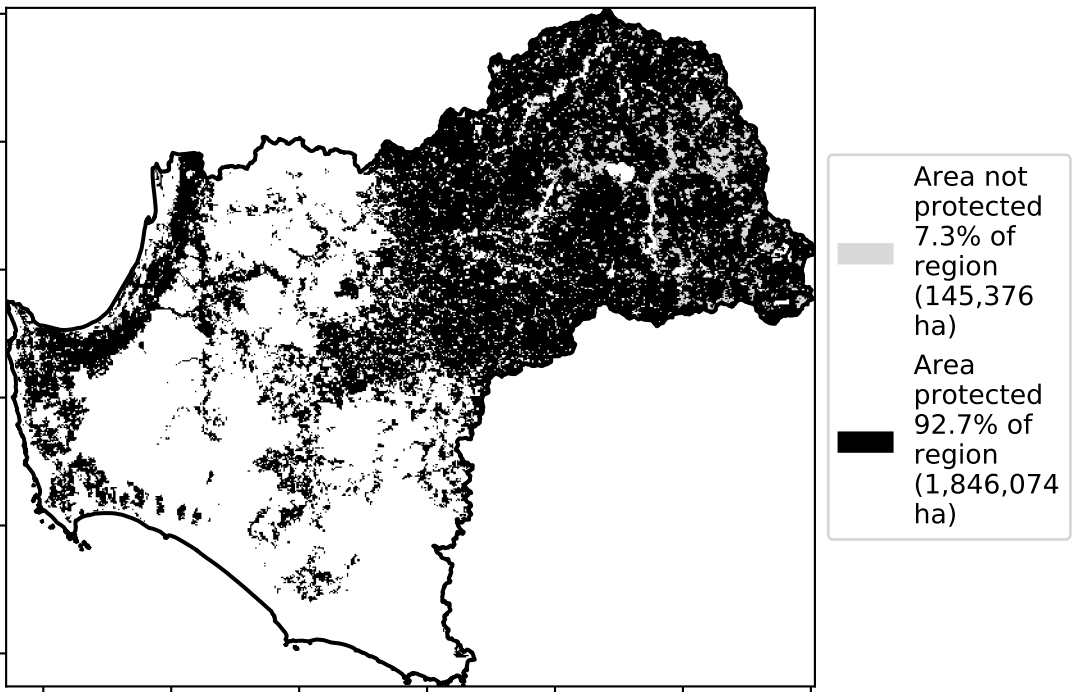 Area not
protected
7.3% of
region
(145,376
ha)
Area
protected
92.7% of
region
(1,846,074
ha)